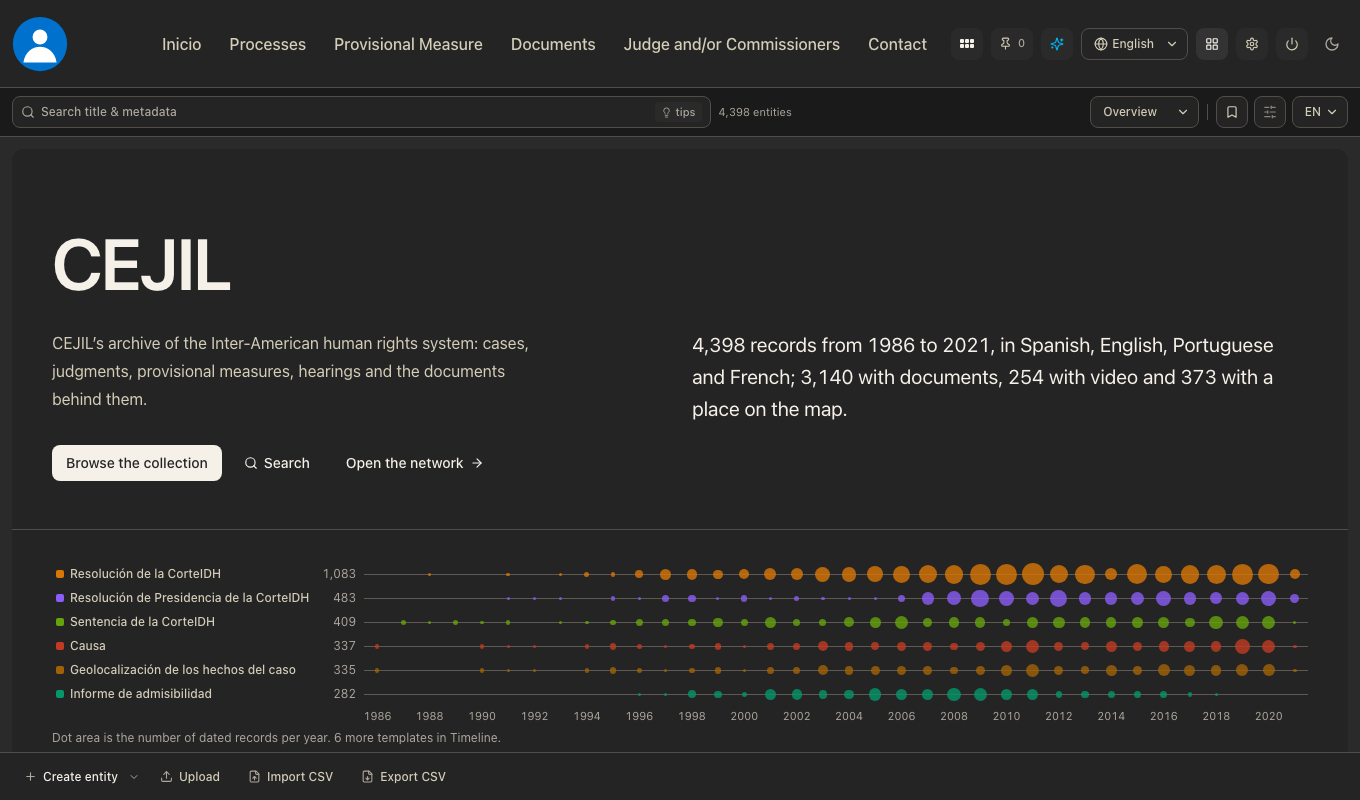 Inicio
Processes
Provisional Measure
Documents
Judge and/or Commissioners
Contact
0
English
Search title & metadata
tips
4,398 entities
Overview
EN
CEJIL
CEJIL's archive of the Inter-American human rights system: cases,
judgments, provisional measures, hearings and the documents
behind them.
4,398 records from 1986 to 2021, in Spanish, English, Portuguese
and French; 3,140 with documents, 254 with video and 373 with a
place on the map.
Browse the collection
Search
Open the network
Resolución de la CorteIDH 1,083
Resolución de Presidencia de la CorteIDH 483
Sentencia de la CorteIDH 409
Causa 337
Geolocalización de los hechos del caso 335
Informe de admisibilidad 282
1986 1988 1990 1992 1994 1996 1998 2000 2002 2004 2006 2008 2010 2012 2014 2016 2018 2020
Dot area is the number of dated records per year. 6 more templates in Timeline.
Create entity
Upload
Import CSV
Export CSV